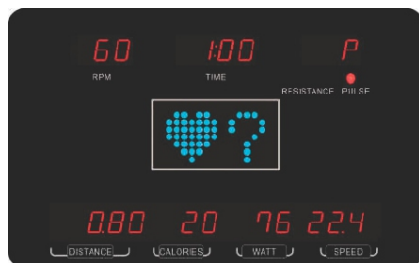 60 1:00 P
RPM TIME
RESISTANCE PULSE
?
0.80 20 76 22.4
DISTANCE CALORIES WATT SPEED